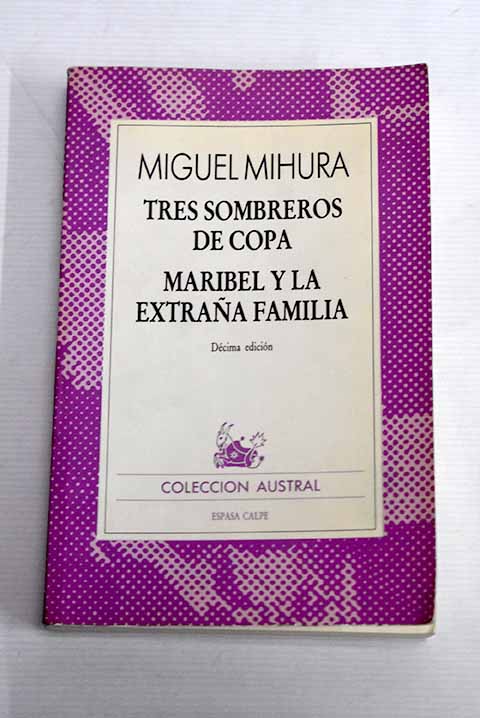 MIGUEL MIHURA
TRES SOMBREROS
DE COPA
MARIBEL Y LA
EXTRAÑA FAMILIA
Décima edición
COLECCION AUSTRAL
ESPASA CALPE